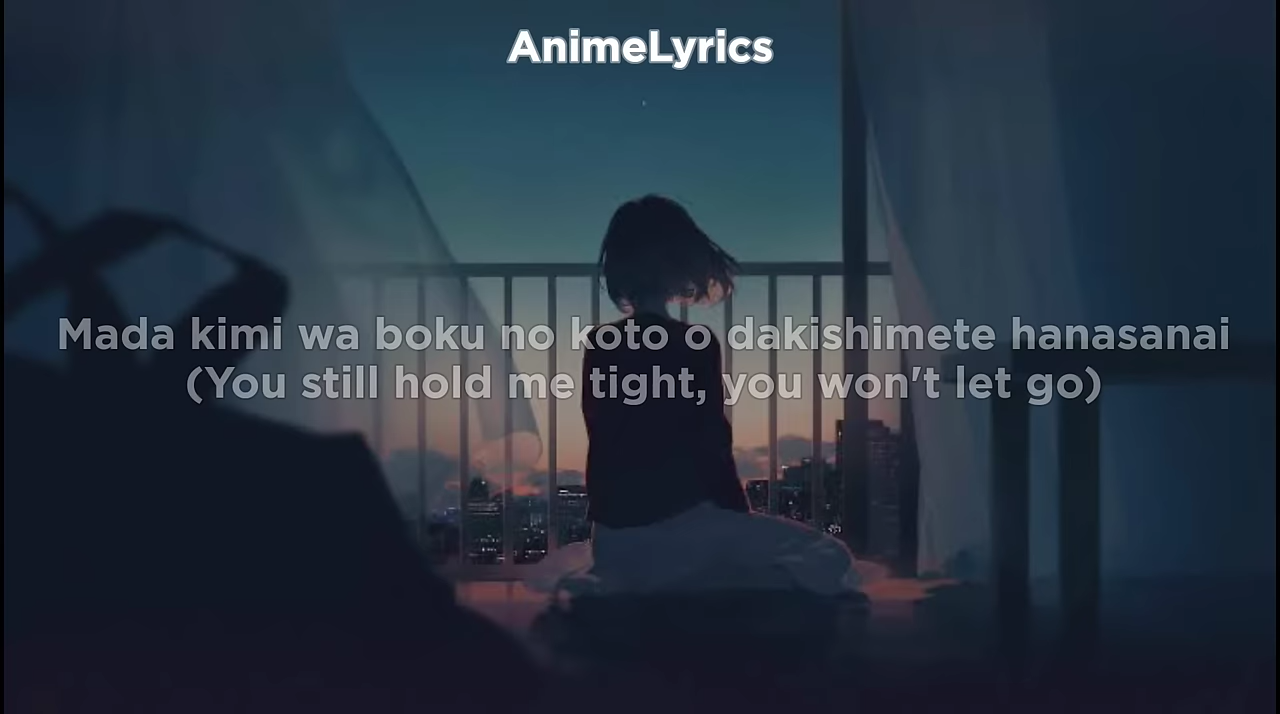 AnimeLyrics
Mada kimi wa boku no koto o dakishimete hanasanai
(You still hold me tight, you won't let go)